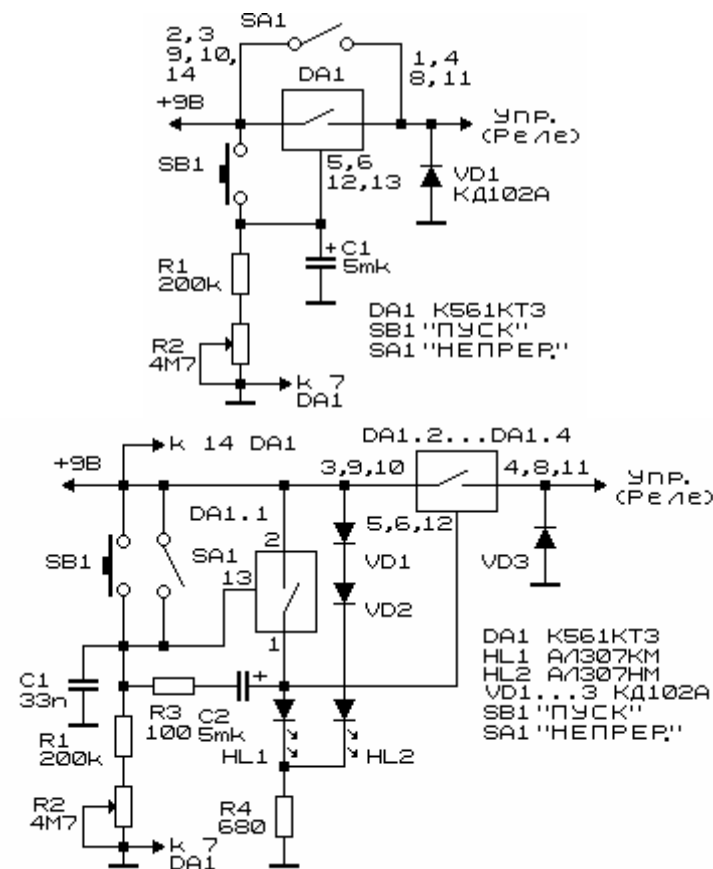 SA1
2,3
9,10,
14
1,4
8,11
DA1
+9В
Упр.
(Реле)
SB1
5,6
12,13
VD1
КД102А
+
C1
5mk
R1
200k
DA1 К561КТ3
SB1 "ПУСК"
SA1 "НЕПРЕР."
R2
4M7
к 7
DA1
к 14 DA1
DA1.2...DA1.4
+9В
3,9,10
4,8,11
Упр.
(Реле)
DA1.1
5,6,12
SB1
SA1
2
13
VD1
VD3
VD2
1
DA1 К561КТ3
HL1 АЛ307КМ
HL2 АЛ307НМ
VD1...3 КД102А
SB1 "ПУСК"
SA1 "НЕПРЕР."
C1
33n
+
R3
100
C2
5mk
R1
200k
HL1
HL2
R2
4M7
R4
680
к 7
DA1